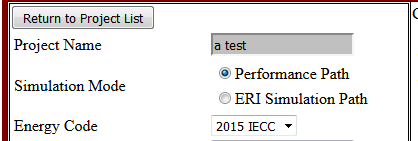 Return to Project List
Project Name a test
Simulation Mode
Performance Path
ERI Simulation Path
Energy Code 2015 IECC